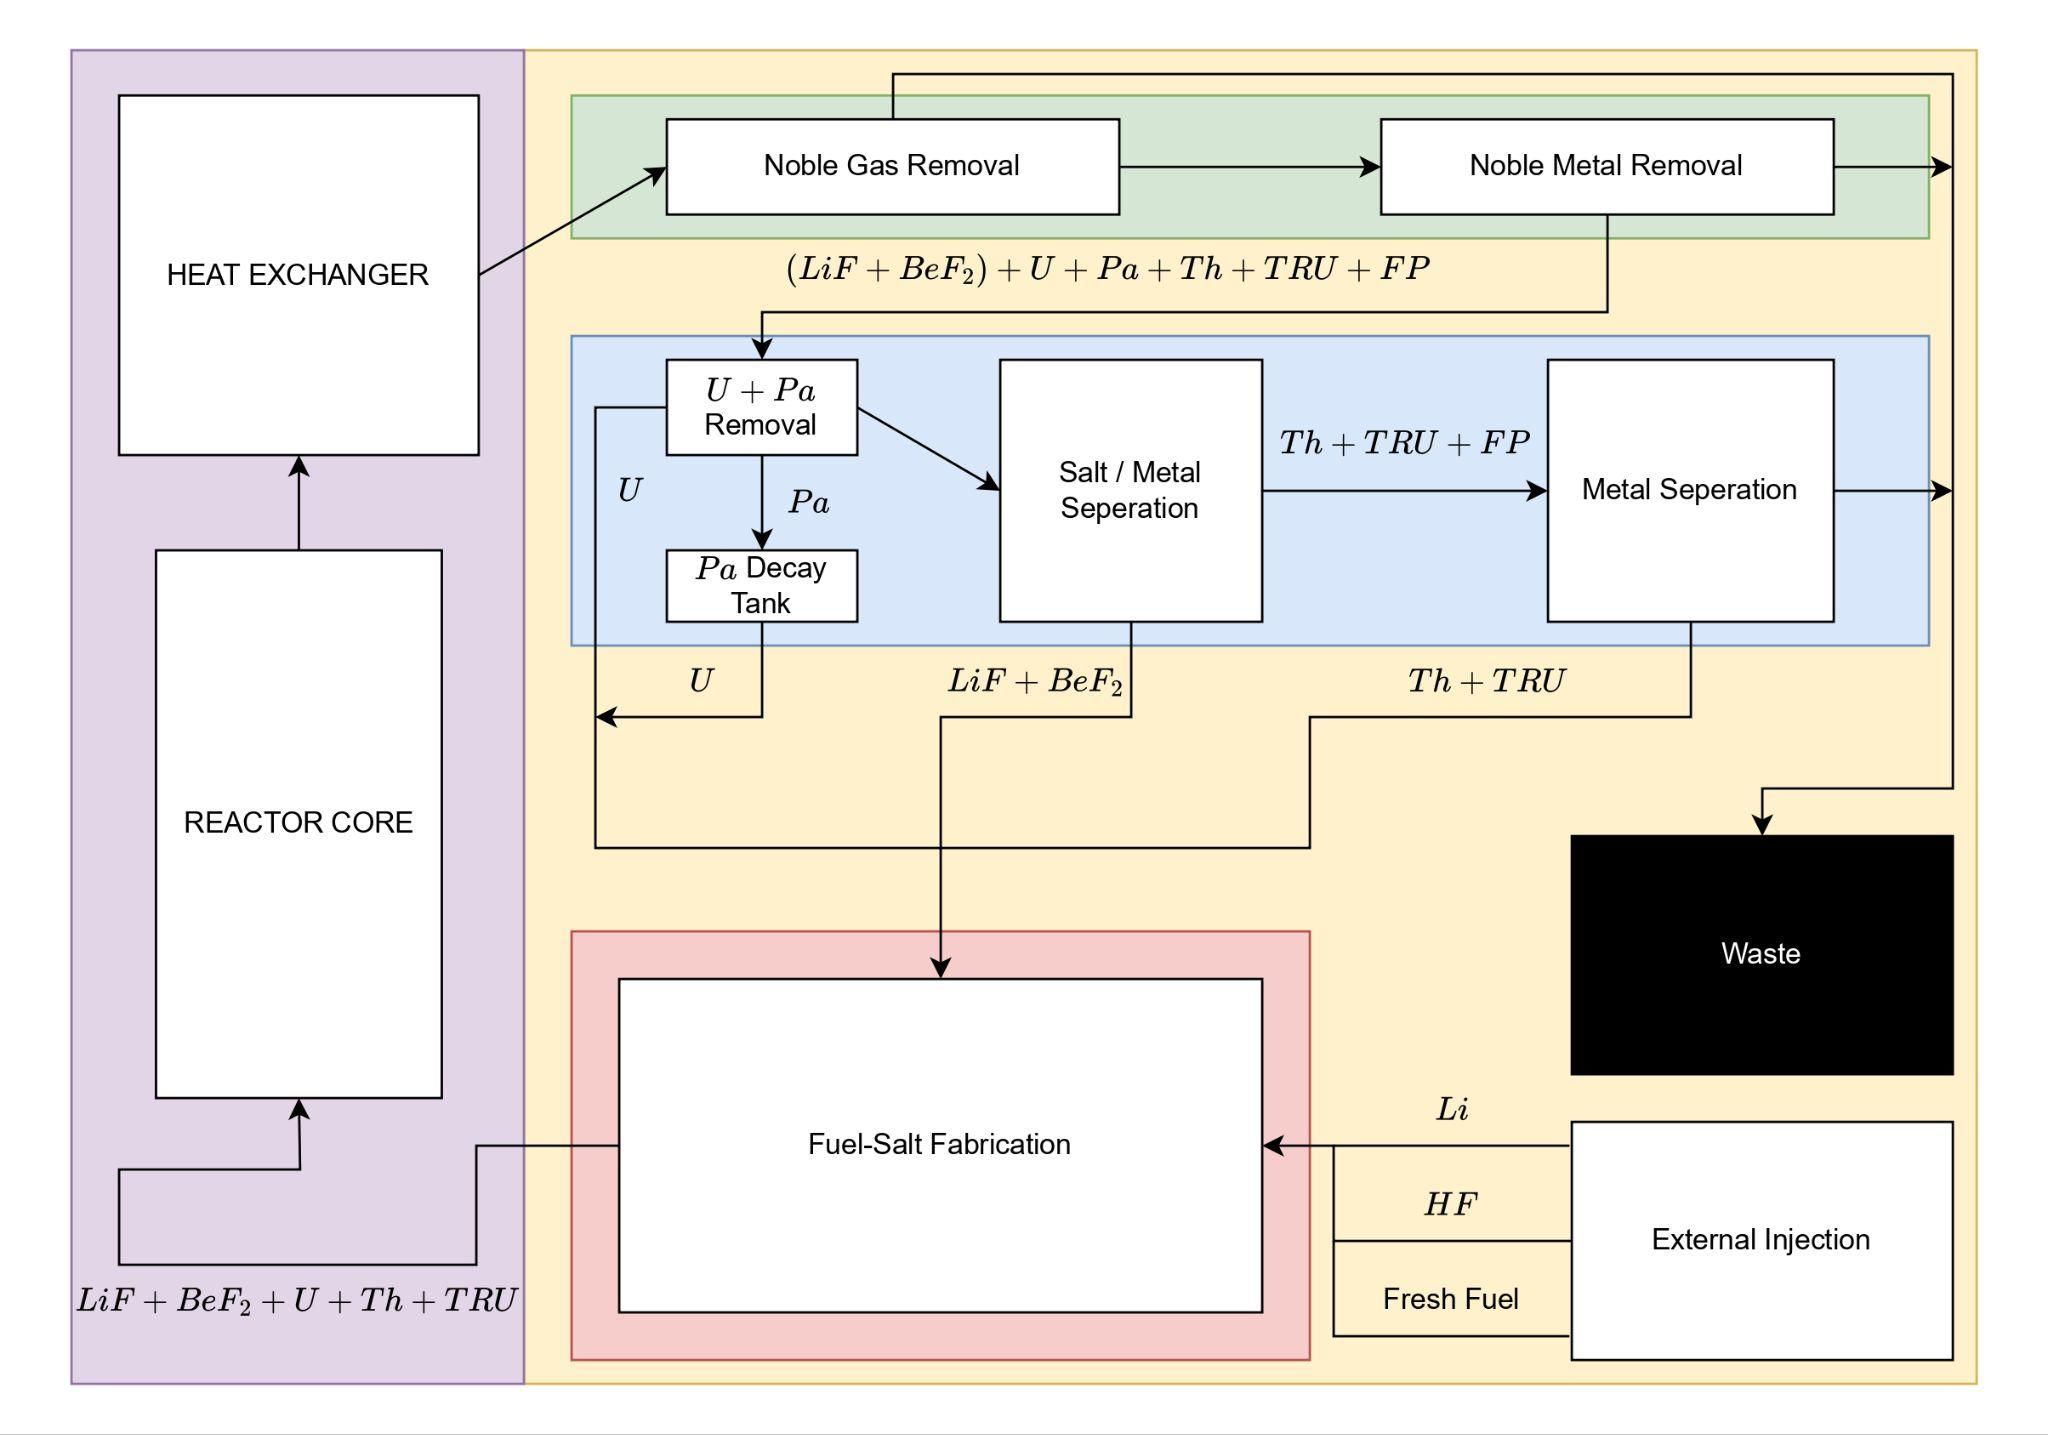 Noble Gas Removal
Noble Metal Removal
HEAT EXCHANGER
(LiF + BeF₂) + U + Pa + Th + TRU + FP
U + Pa
Removal
Th + TRU + FP
Salt / Metal
Seperation
Metal Seperation
U
Pa
Pa Decay
Tank
U
LiF + BeF₂
Th + TRU
REACTOR CORE
Waste
Li
Fuel-Salt Fabrication
HF
External Injection
Fresh Fuel
LiF + BeF₂ + U + Th + TRU